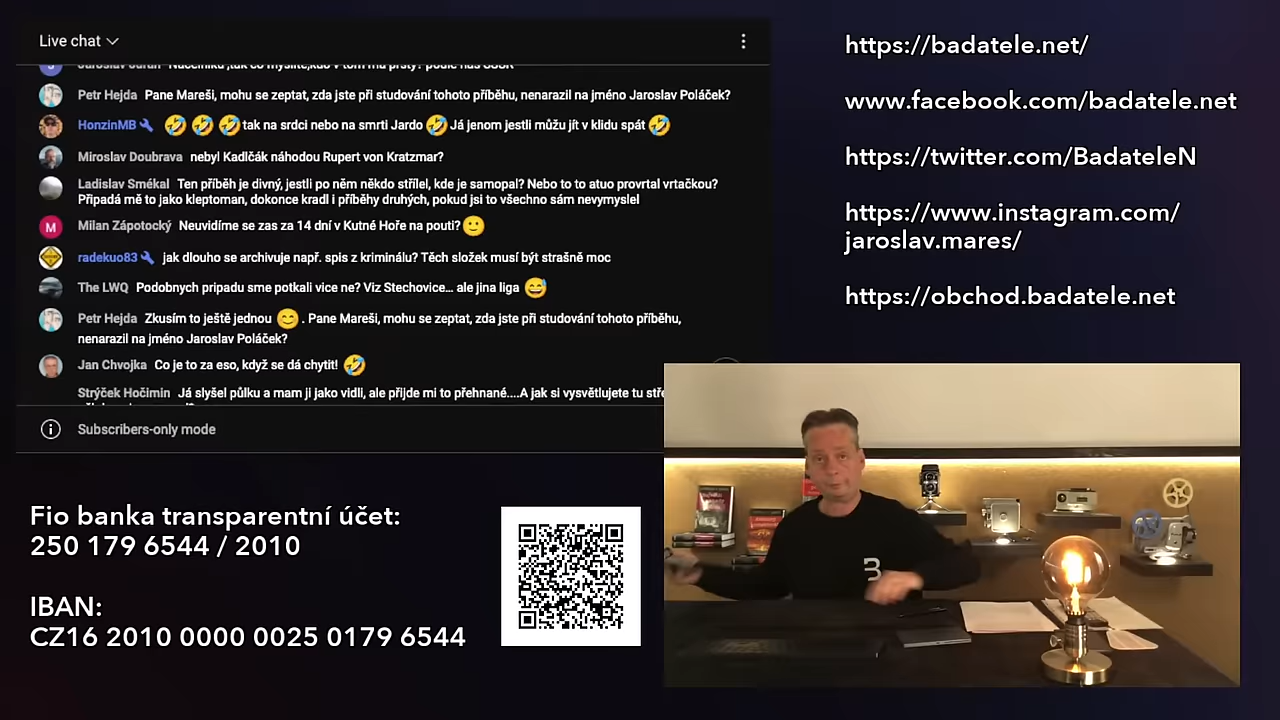 Live chat
Petr Hejda Pane Mareši, mohu se zeptat, zda jste při studování tohoto příběhu, nenarazil na jméno Jaroslav Poláček?
HonzinMB 🤣 🤣 🤣 tak na srdci nebo na smrti Jardo 🤣 Já jenom jestli můžu jít v klidu spát 🤣
Miroslav Doubrava nebyl Kadlčák náhodou Rupert von Kratzmar?
Ladislav Smékal Ten příběh je divný, jestli po něm někdo střílel, kde je samopal? Nebo to to atuo provrtal vrtačkou?
Připadá mě to jako kleptoman, dokonce kradl i příběhy druhých, pokud jsi to všechno sám nevymyslel
M Milan Zápotocký Neuvidíme se zas za 14 dní v Kutné Hoře na pouti? 🙂
radekuo83 jak dlouho se archivuje např. spis z kriminálu? Těch složek musí být strašně moc
The LWQ Podobnych pripadu sme potkali vice ne? Viz Stechovice... ale jina liga 😅
Petr Hejda Zkusím to ještě jednou 😊 . Pane Mareši, mohu se zeptat, zda jste při studování tohoto příběhu,
nenarazil na jméno Jaroslav Poláček?
Jan Chvojka Co je to za eso, když se dá chytit! 🤣
Strýček Hočimin Já slyšel půlku a mam ji jako vidli, ale přijde mi to přehnané....A jak si vysvětlujete tu
Subscribers-only mode
https://badatele.net/
www.facebook.com/badatele.net
https://twitter.com/BadateleN
https://www.instagram.com/
jaroslav.mares/
https://obchod.badatele.net
Fio banka transparentní účet:
250 179 6544 / 2010
IBAN:
CZ16 2010 0000 0025 0179 6544